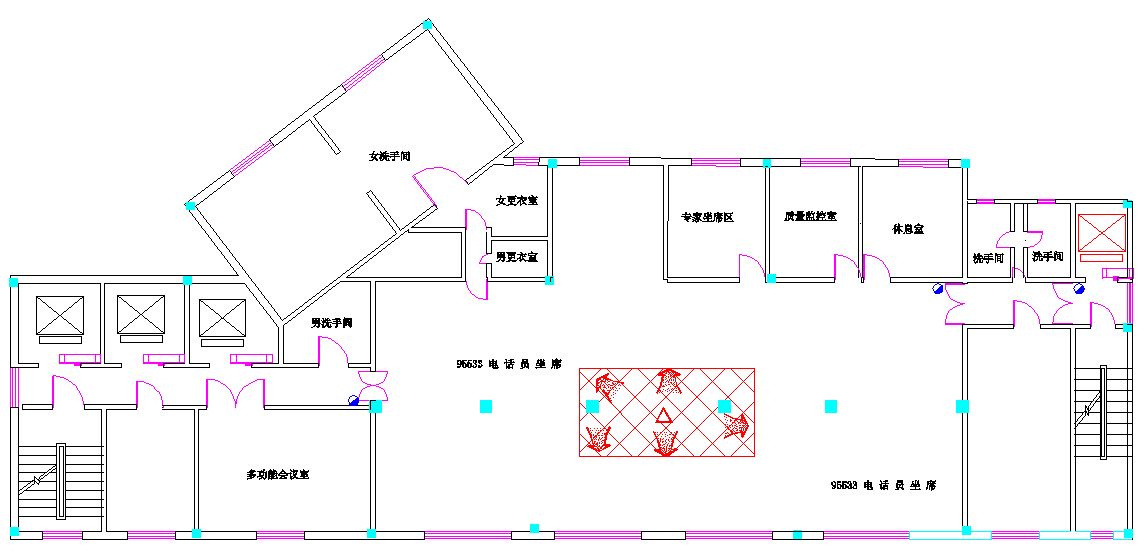 女洗手间
女更衣室
专家坐席区
质量监控室
休息室
男更衣室
洗手间
洗手间
男洗手间
95533 电 话 员 坐 席
多功能会议室
95533 电 话 员 坐 席